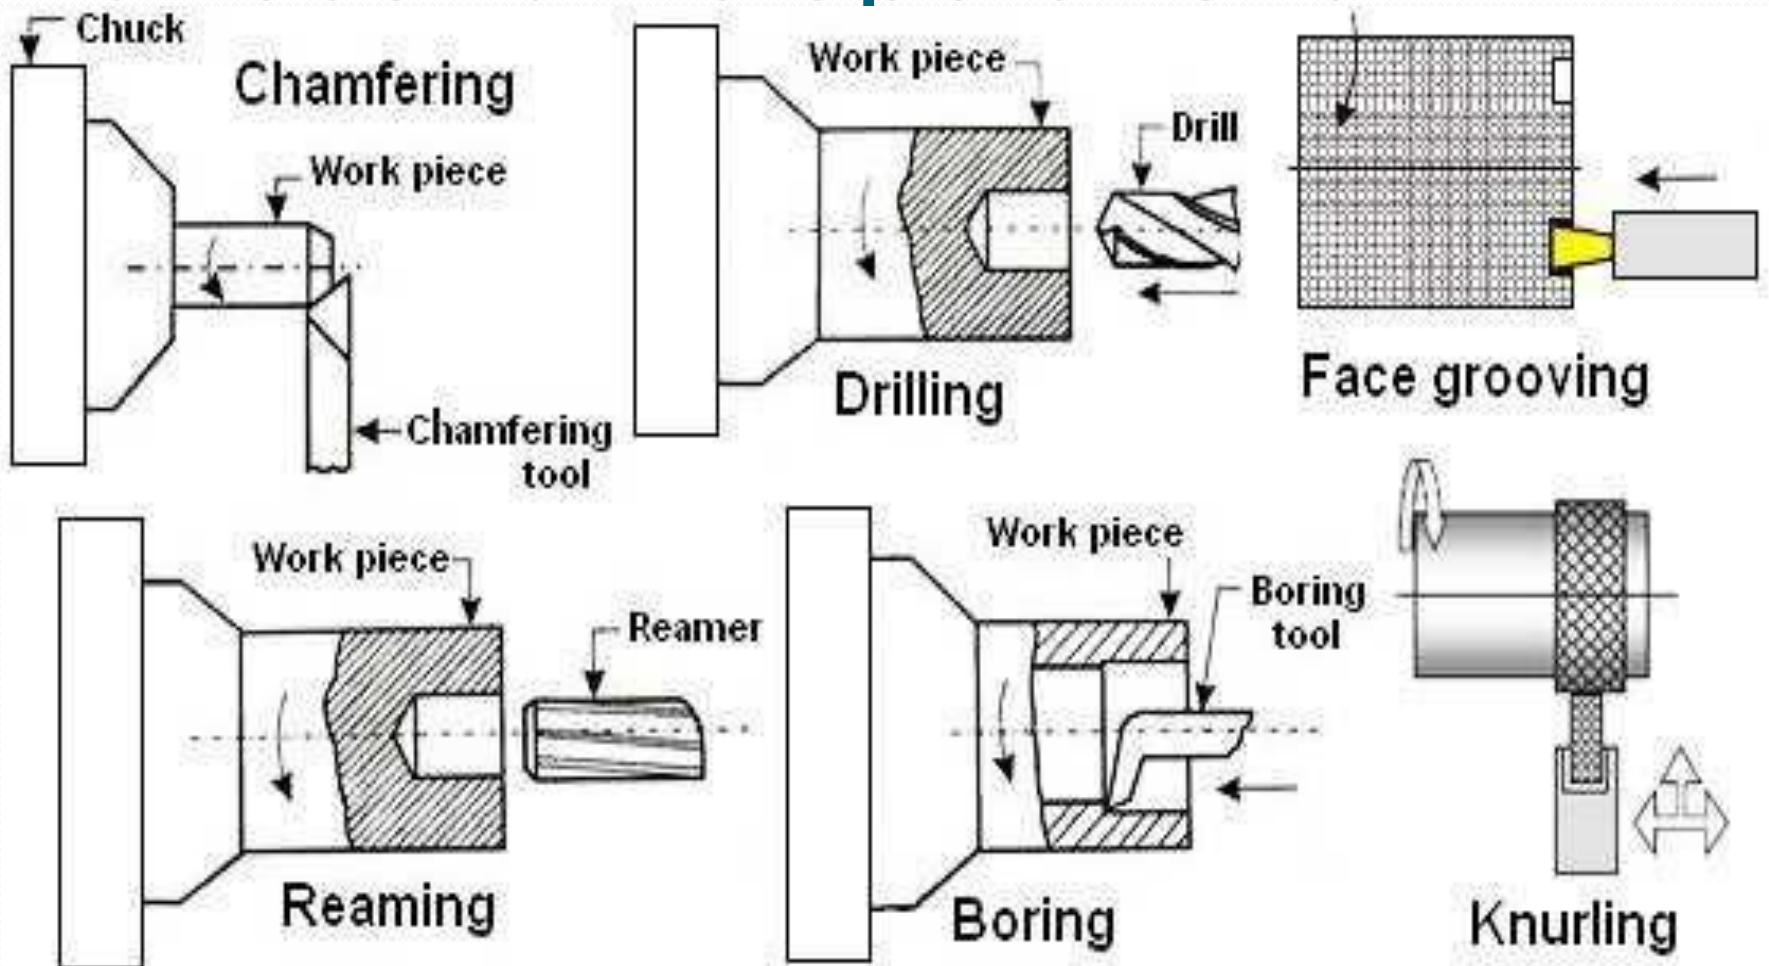 Chuck
Chamfering
Work piece
Chamfering
tool
Work piece
Drill
Drilling
Face grooving
Work piece
Reamer
Reaming
Work piece
Boring
tool
Boring
Knurling